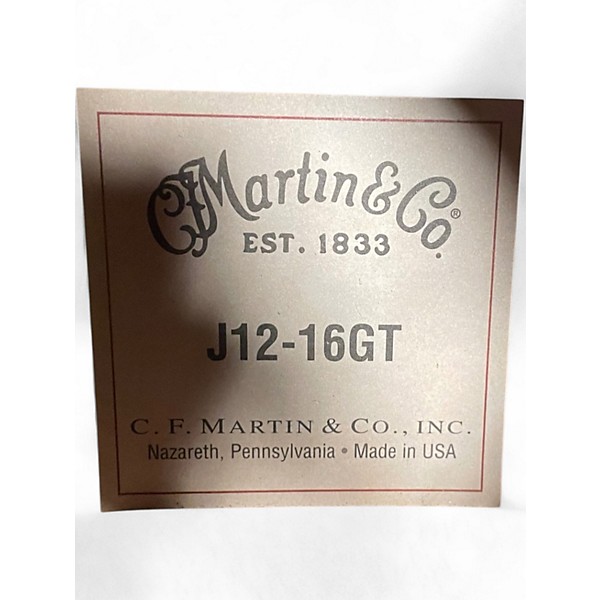 CFMartin & Co.®
EST. 1833
J12-16GT
C. F. MARTIN & CO., INC.
Nazareth, Pennsylvania • Made in USA